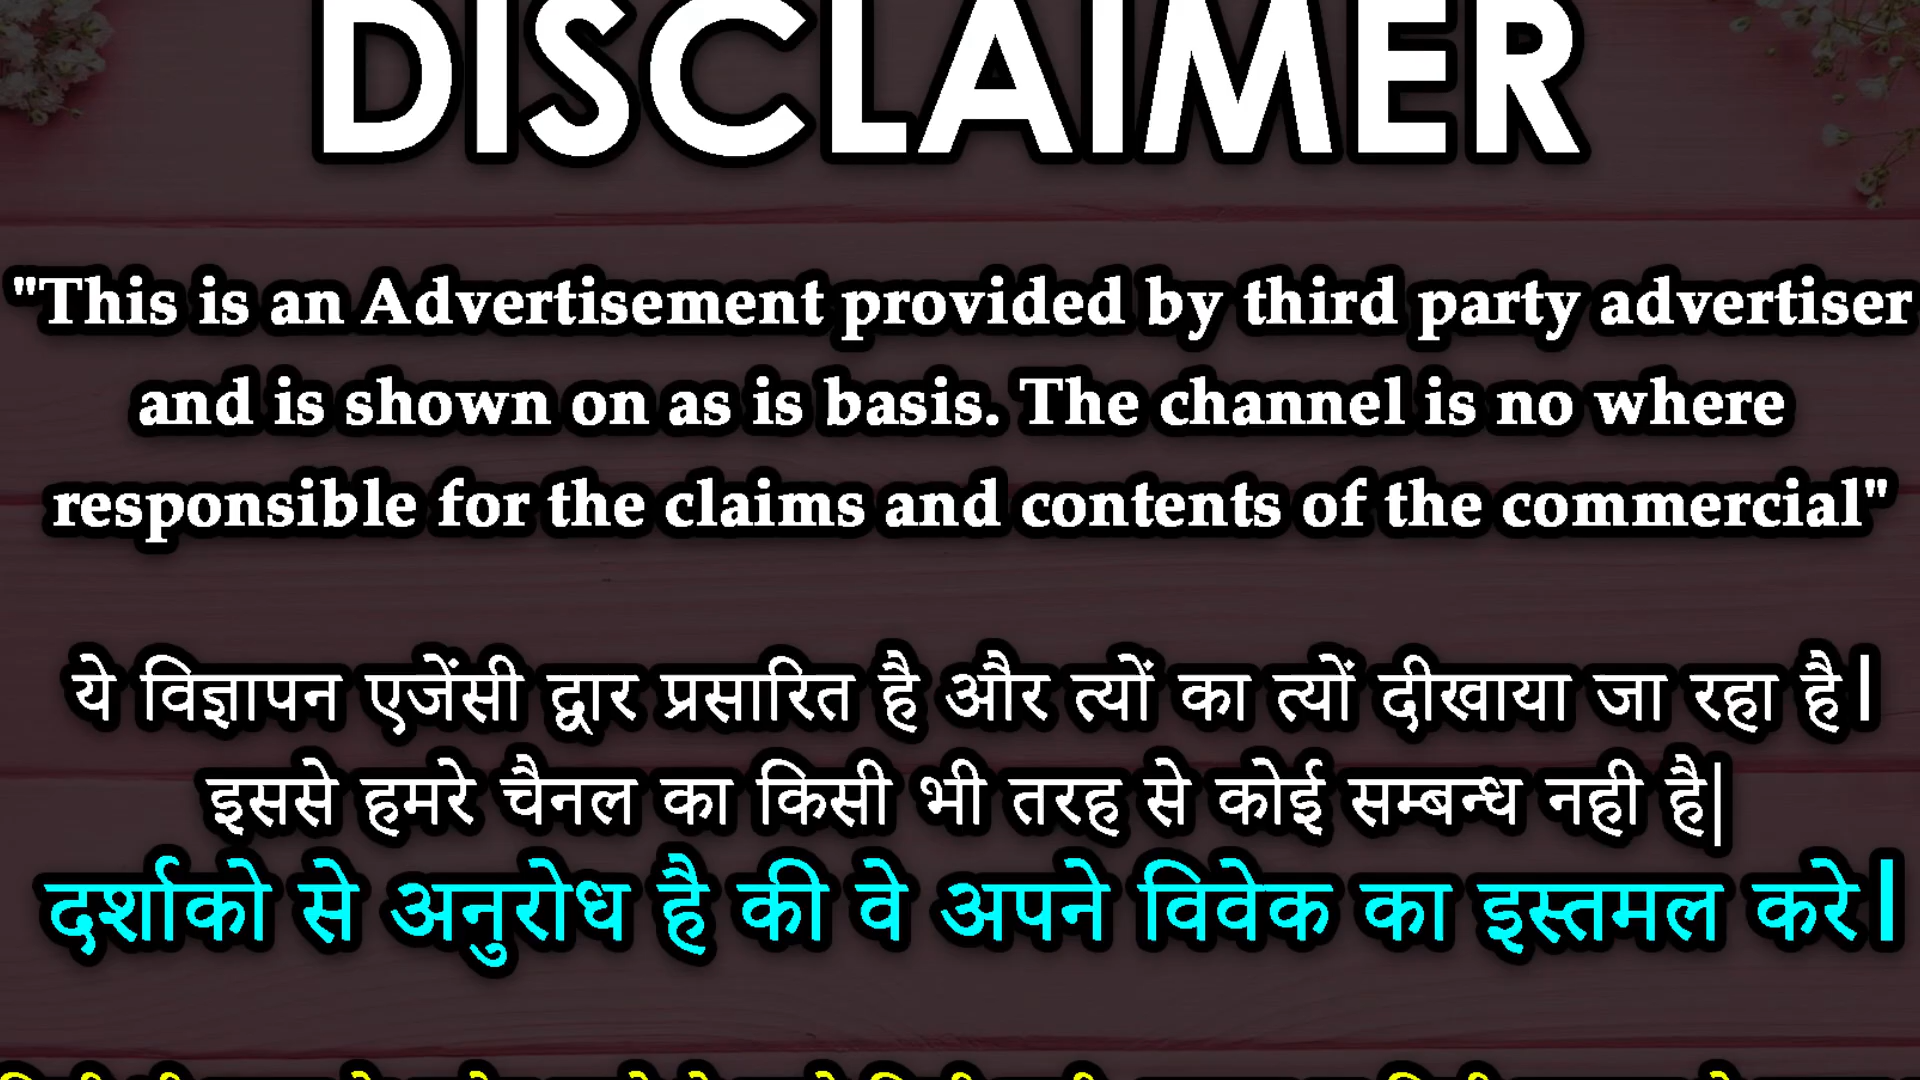 DISCLAIMER
"This is an Advertisement provided by third party advertiser
and is shown on as is basis. The channel is no where
responsible for the claims and contents of the commercial"
ये विज्ञापन एजेंसी द्वार प्रसारित है और त्यों का त्यों दीखाया जा रहा है।
इससे हमरे चैनल का किसी भी तरह से कोई सम्बन्ध नही है|
दर्शाको से अनुरोध है की वे अपने विवेक का इस्तमल करे।